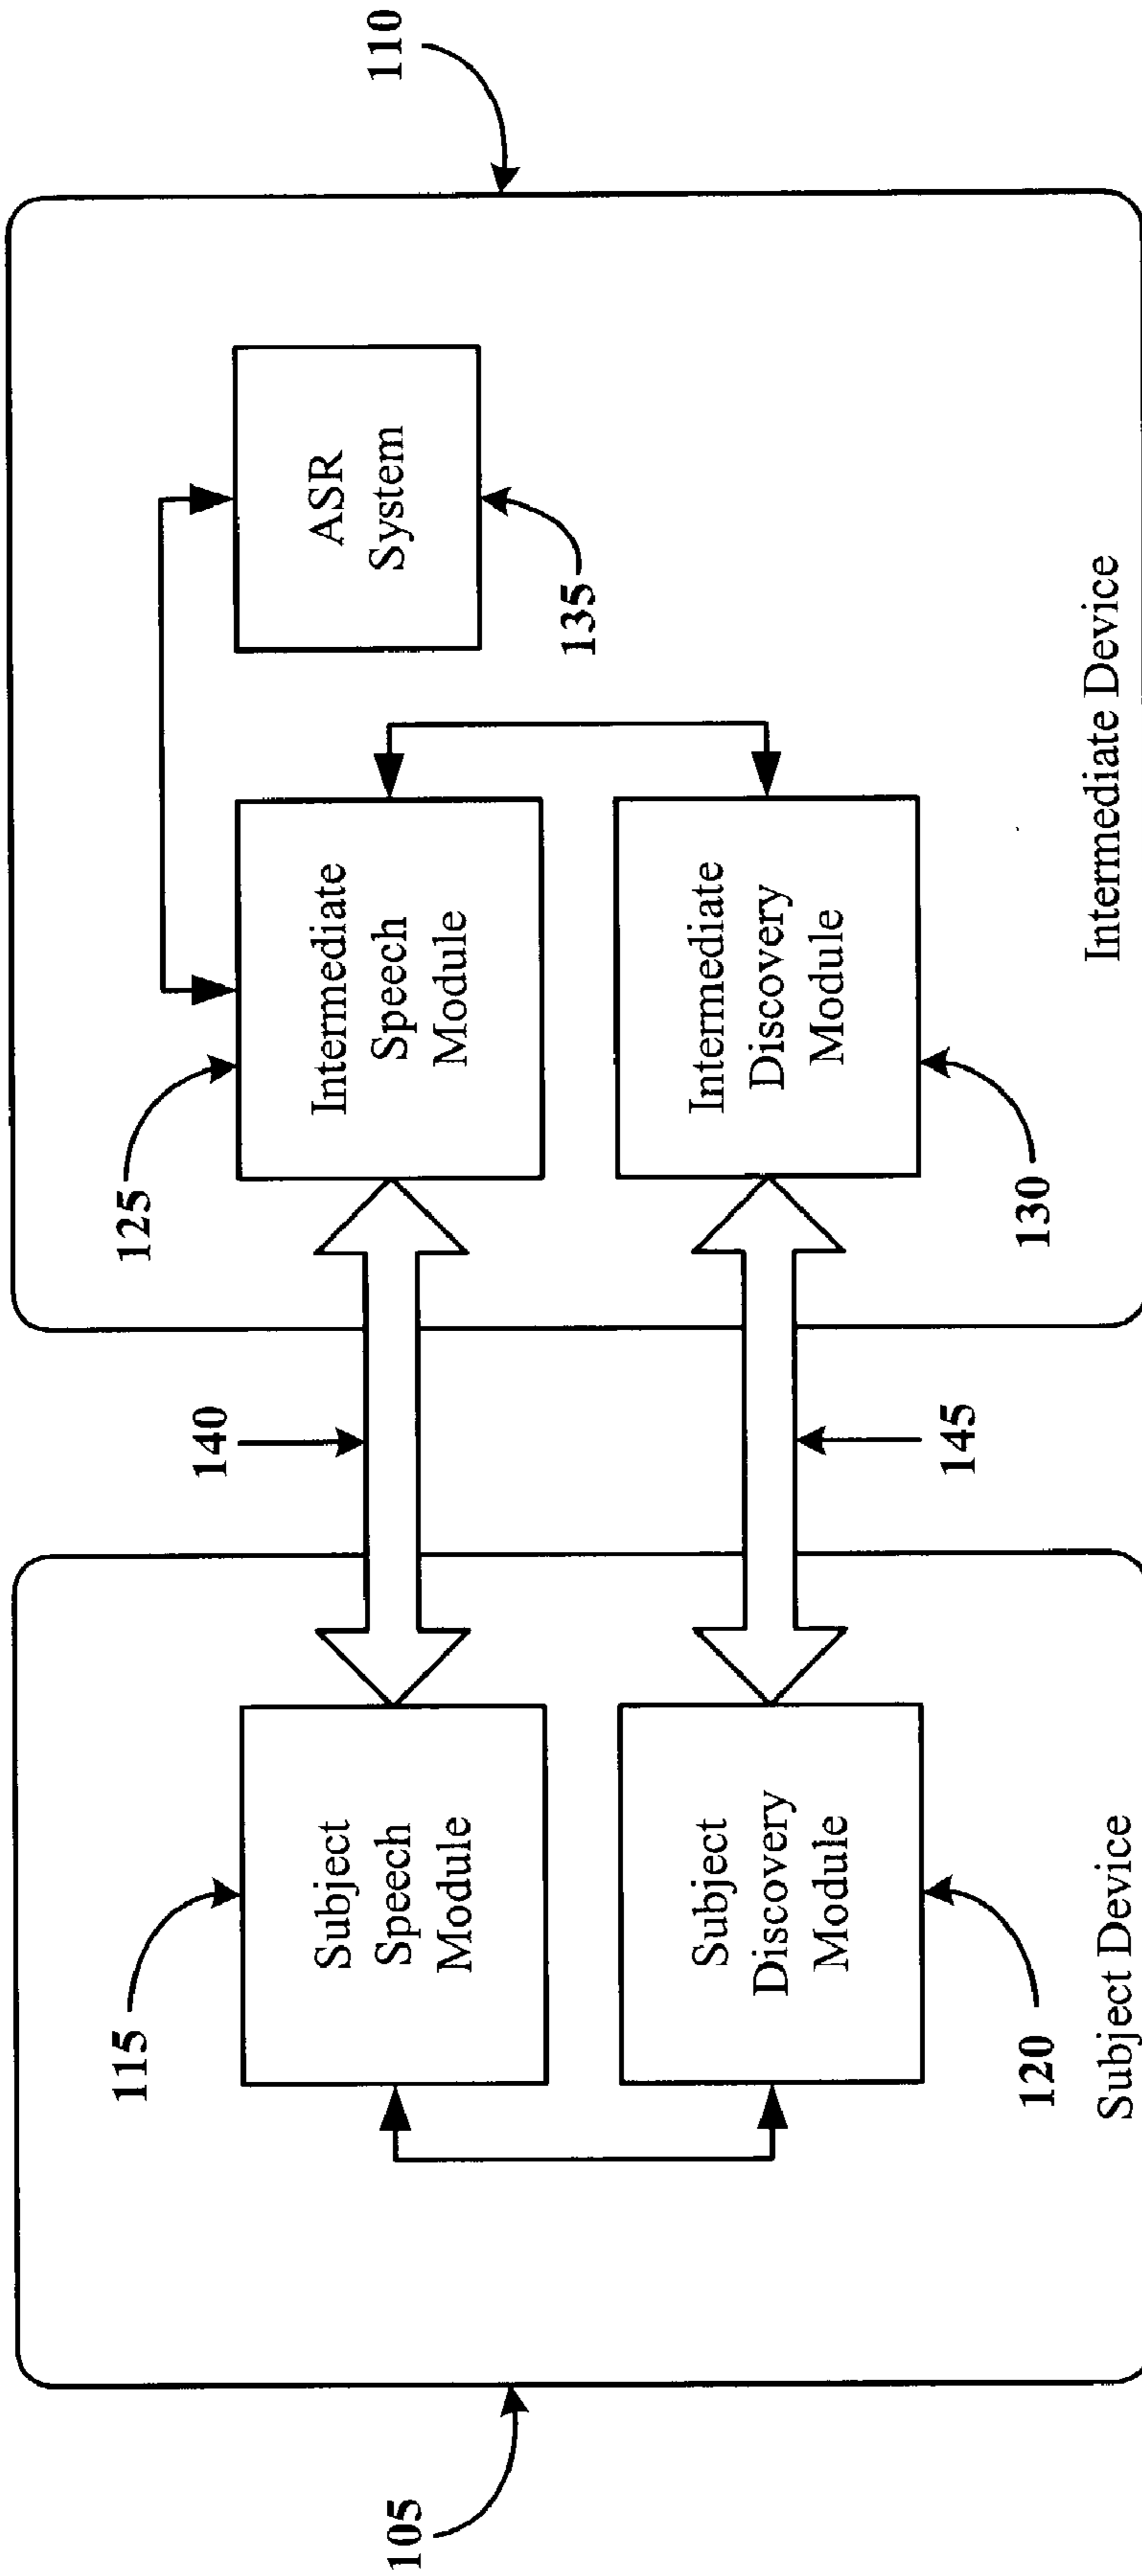 105
110
115
Subject
Speech
Module
Subject
Discovery
Module
120
Subject Device
140
145
125
Intermediate
Speech
Module
Intermediate
Discovery
Module
130
ASR
System
135
Intermediate Device